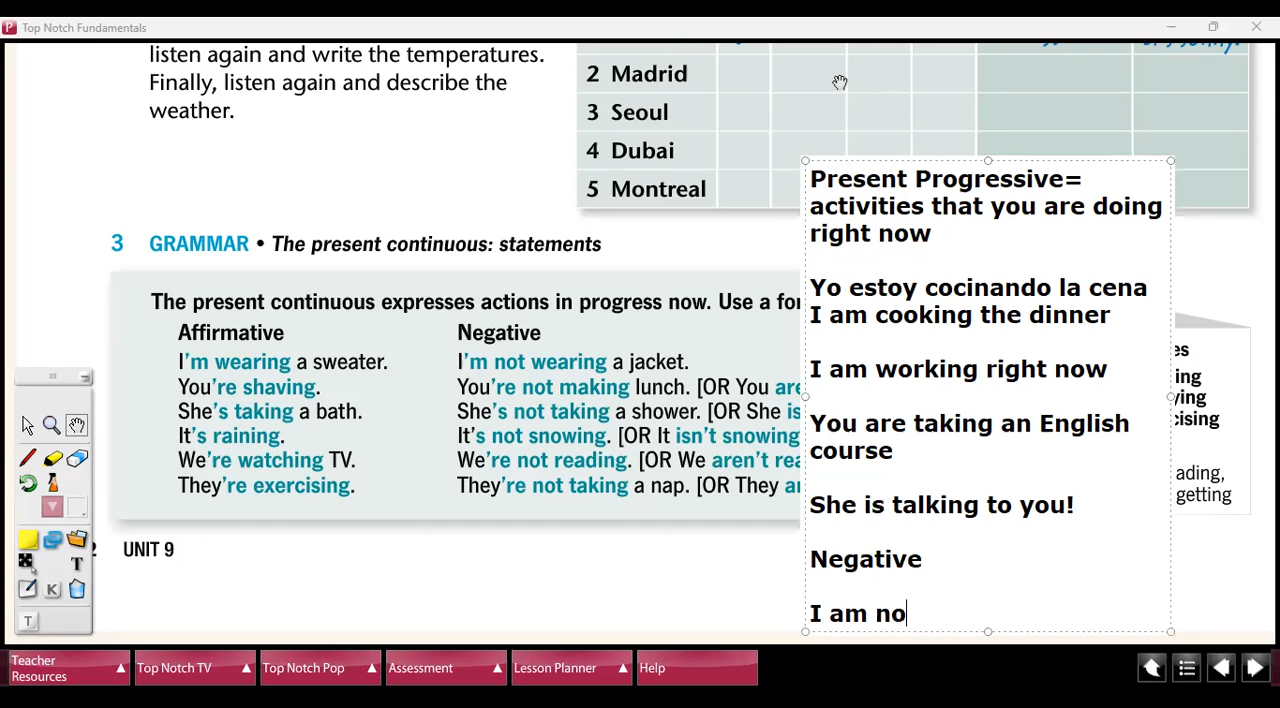 Top Notch Fundamentals
listen again and write the temperatures.
Finally, listen again and describe the
weather.
2 Madrid
3 Seoul
4 Dubai
5 Montreal
3 GRAMMAR • The present continuous: statements
The present continuous expresses actions in progress now. Use a for
Affirmative
I'm wearing a sweater.
You're shaving.
She's taking a bath.
It's raining.
We're watching TV.
They're exercising.
Negative
I'm not wearing a jacket.
You're not making lunch. [OR You are
She's not taking a shower. [OR She is
It's not snowing. [OR It isn't snowing
We're not reading. [OR We aren't rea
They're not taking a nap. [OR They ar
Present Progressive=
activities that you are doing
right now
Yo estoy cocinando la cena
I am cooking the dinner
I am working right now
You are taking an English
course
She is talking to you!
Negative
I am no
es
ing
ving
cising
ading,
getting
2 UNIT 9
T
K
T
Teacher
Resources
Top Notch TV
Top Notch Pop
Assessment
Lesson Planner
Help